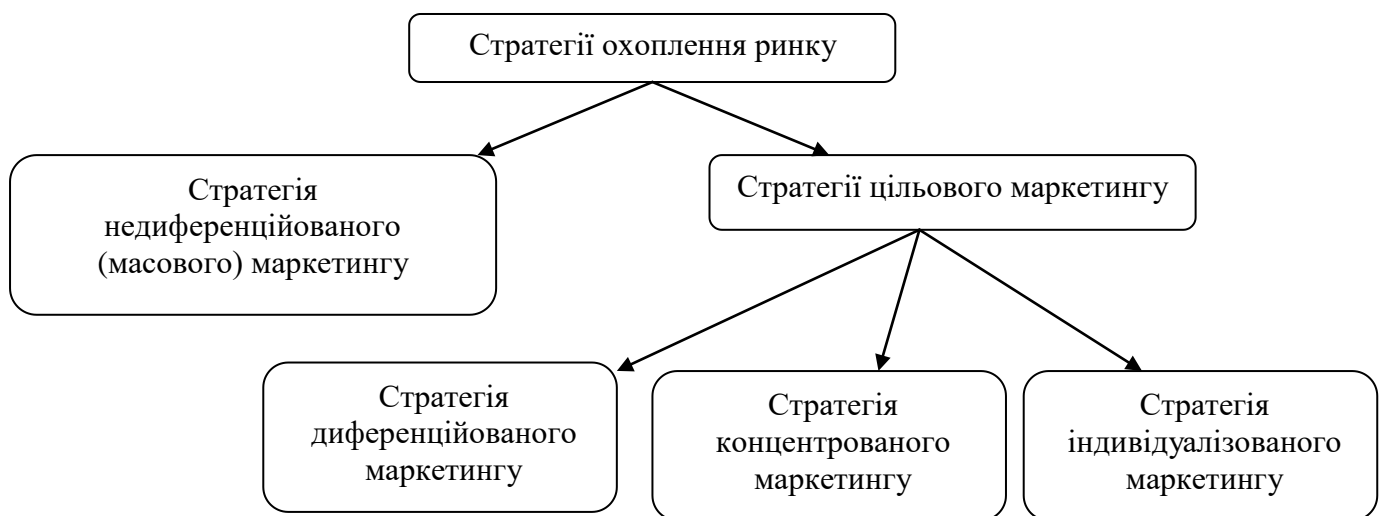 Стратегії охоплення ринку
Стратегія
недиференційованого
(масового) маркетингу
Стратегії цільового маркетингу
Стратегія
диференційованого
маркетингу
Стратегія
концентрованого
маркетингу
Стратегія
індивідуалізованого
маркетингу